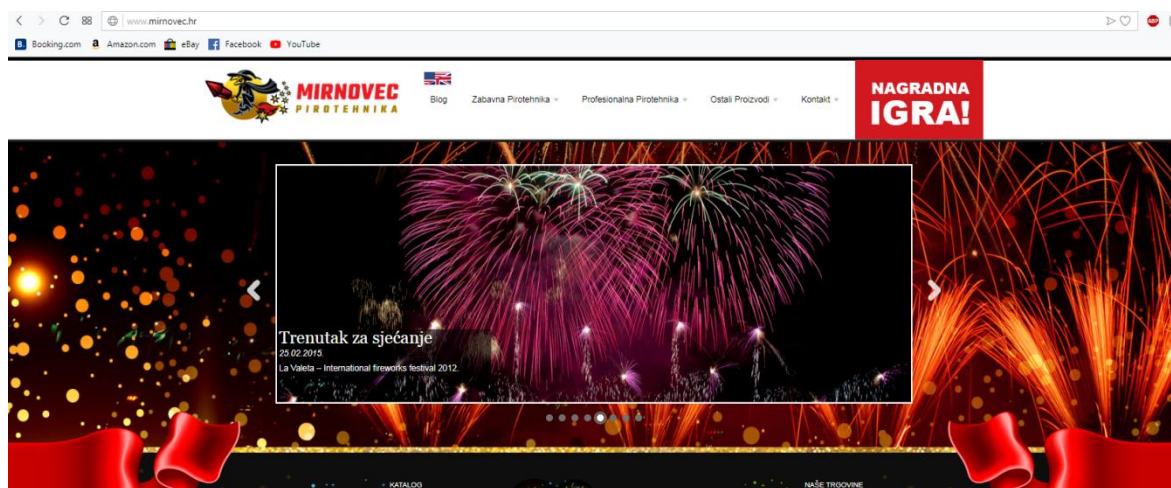 www.mirnovec.hr
ABP
B. Booking.com a Amazon.com eBay f Facebook YouTube
MIRNOVEC
PIROTEHNIKA
Blog Zabavna Pirotehnika Profesionalna Pirotehnika Ostali Proizvodi Kontakt
NAGRADNA
IGRA!
Trenutak za sjećanje
25.02.2015.
La Valeta – International fireworks festival 2012.
KATALOG NAŠE TRGOVINE